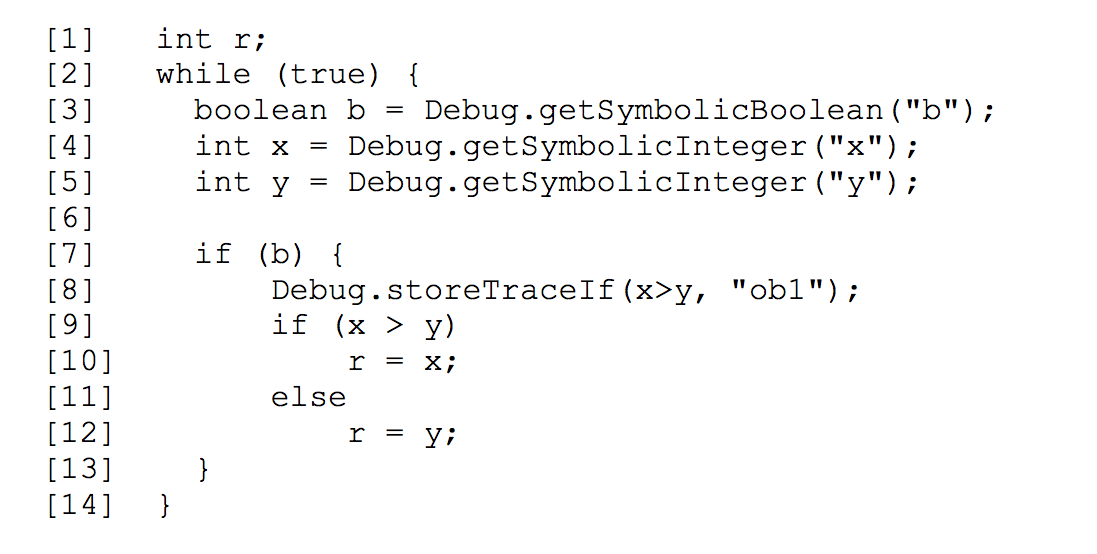 [1] int r;
[2] while (true) {
[3] boolean b = Debug.getSymbolicBoolean("b");
[4] int x = Debug.getSymbolicInteger("x");
[5] int y = Debug.getSymbolicInteger("y");
[6]
[7] if (b) {
[8] Debug.storeTraceIf(x>y, "ob1");
[9] if (x > y)
[10] r = x;
[11] else
[12] r = y;
[13] }
[14] }